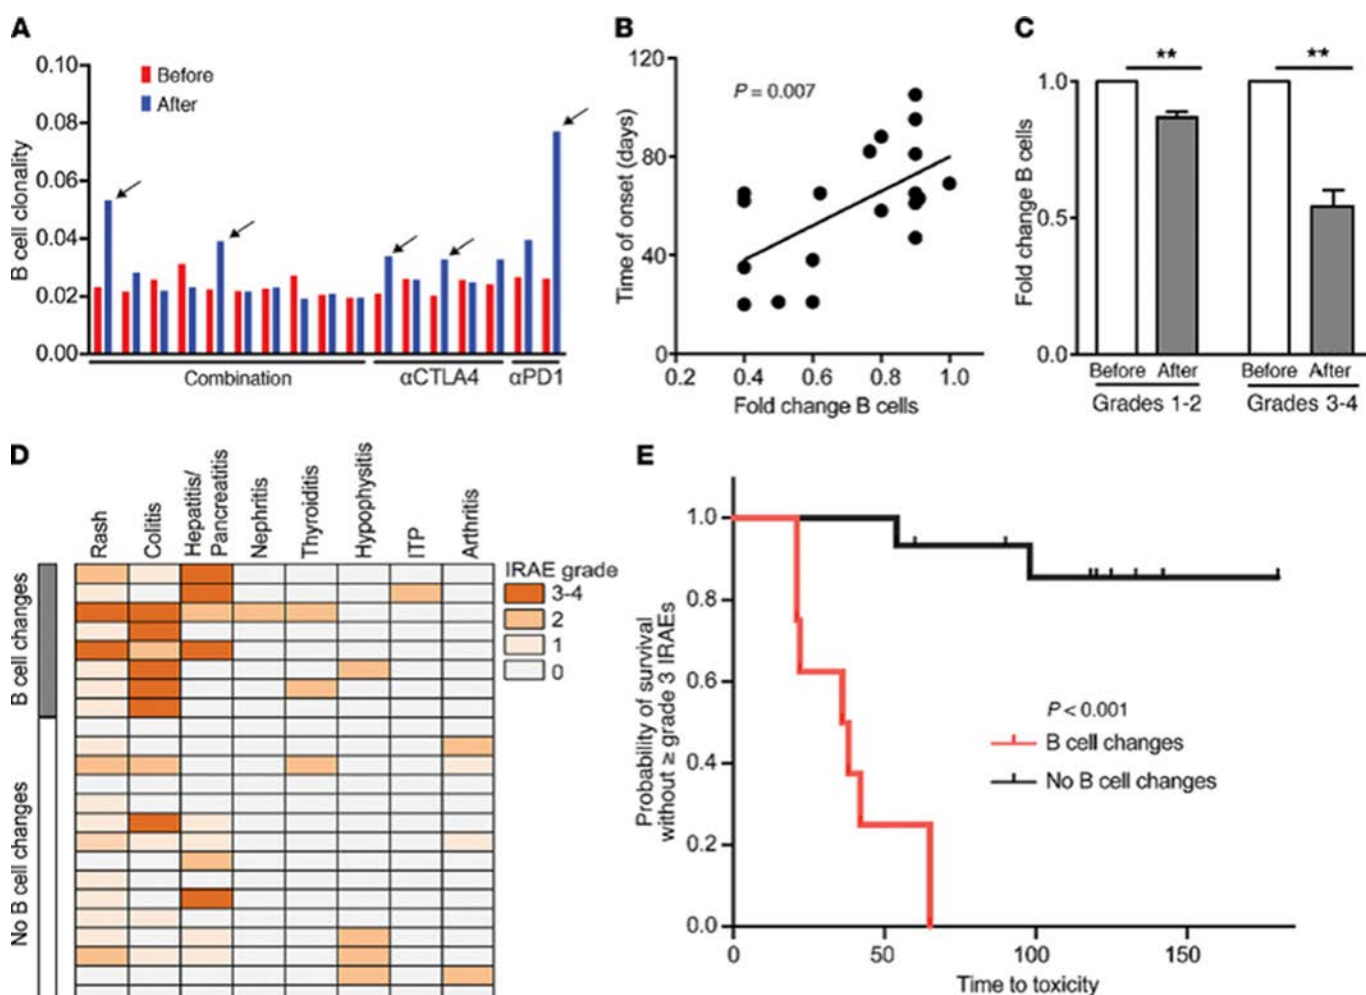 A
0.10
0.08
0.06
0.04
0.02
0.00
B cell clonality
Before
After
Combination
αCTLA4
αPD1
B
120
80
40
0
Time of onset (days)
P = 0.007
0.2 0.4 0.6 0.8 1.0
Fold change B cells
C
1.0
0.5
0.0
Fold change B cells
**
**
Before After Before After
Grades 1-2 Grades 3-4
D
Rash
Colitis
Hepatitis/
Pancreatitis
Nephritis
Thyroiditis
Hypophysitis
ITP
Arthritis
B cell changes
No B cell changes
IRAE grade
3-4
2
1
0
E
1.0
0.8
0.6
0.4
0.2
0.0
Probability of survival
without ≥ grade 3 IRAEs
P < 0.001
B cell changes
No B cell changes
0 50 100 150
Time to toxicity